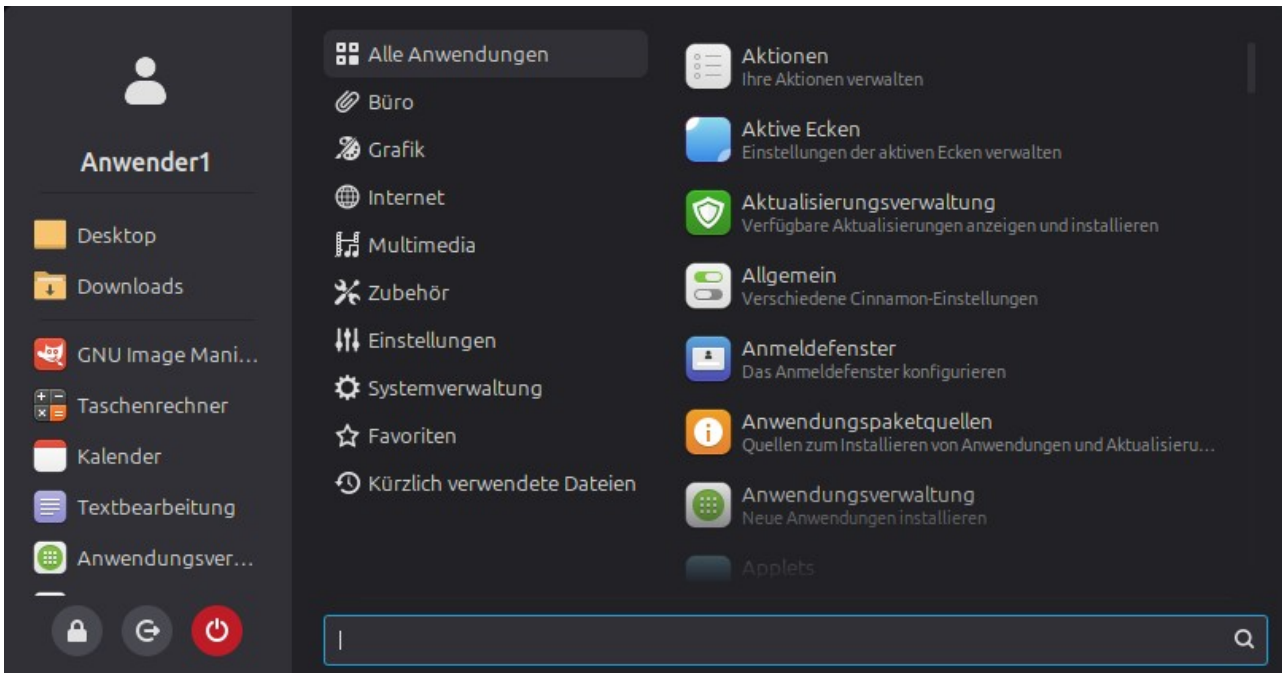 Anwender1
Desktop
Downloads
GNU Image Mani...
Taschenrechner
Kalender
Textbearbeitung
Anwendungsver...
Alle Anwendungen
Büro
Grafik
Internet
Multimedia
Zubehör
Einstellungen
Systemverwaltung
Favoriten
Kürzlich verwendete Dateien
Aktionen
Ihre Aktionen verwalten
Aktive Ecken
Einstellungen der aktiven Ecken verwalten
Aktualisierungsverwaltung
Verfügbare Aktualisierungen anzeigen und installieren
Allgemein
Verschiedene Cinnamon-Einstellungen
Anmeldefenster
Das Anmeldefenster konfigurieren
Anwendungspaketquellen
Quellen zum Installieren von Anwendungen und Aktualisieru...
Anwendungsverwaltung
Neue Anwendungen installieren
Applets